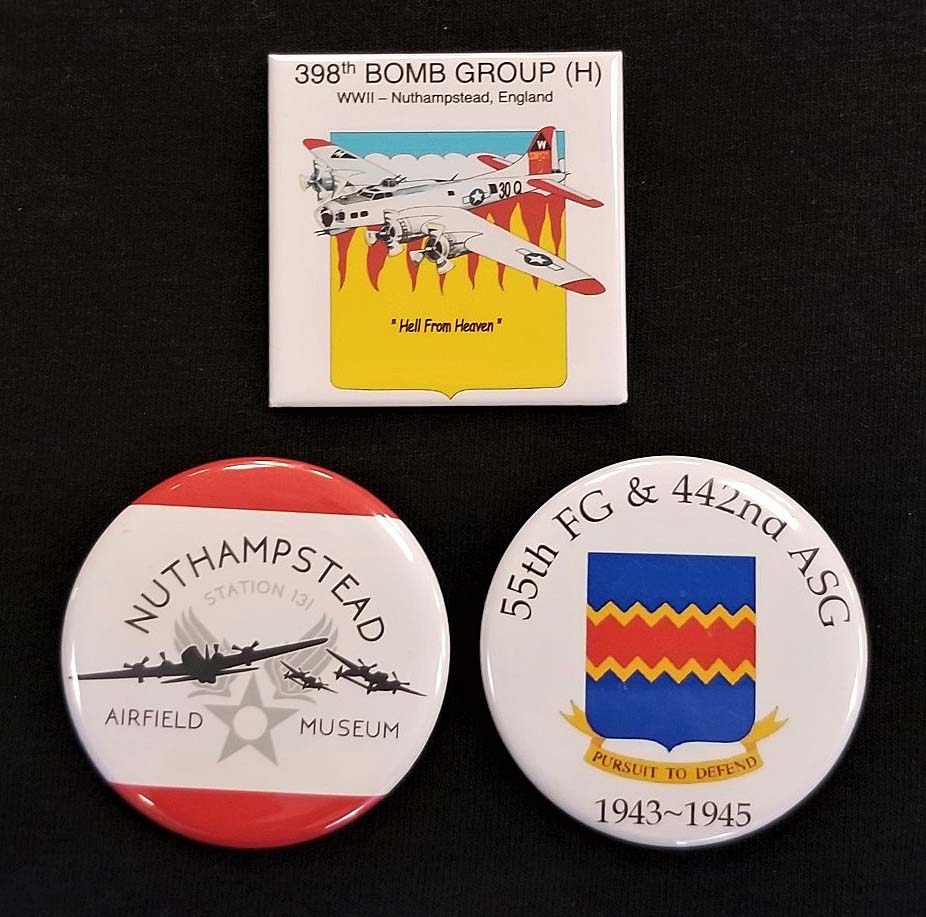 398th BOMB GROUP (H)
WWII – Nuthampstead, England
W
30 Q
" Hell From Heaven "
NUTHAMPSTEAD
STATION 131
AIRFIELD MUSEUM
55th FG & 442nd ASG
PURSUIT TO DEFEND
1943~1945